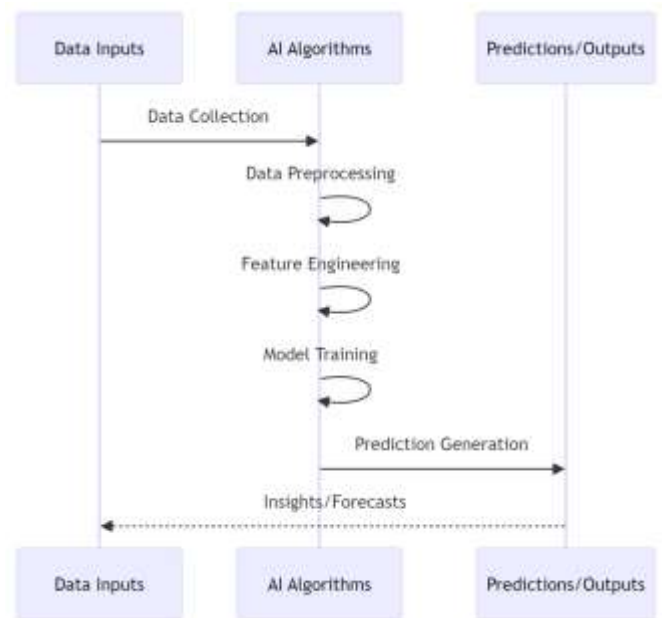 Data Inputs
AI Algorithms
Predictions/Outputs
Data Collection
Data Preprocessing
Feature Engineering
Model Training
Prediction Generation
Insights/Forecasts
Data Inputs
AI Algorithms
Predictions/Outputs